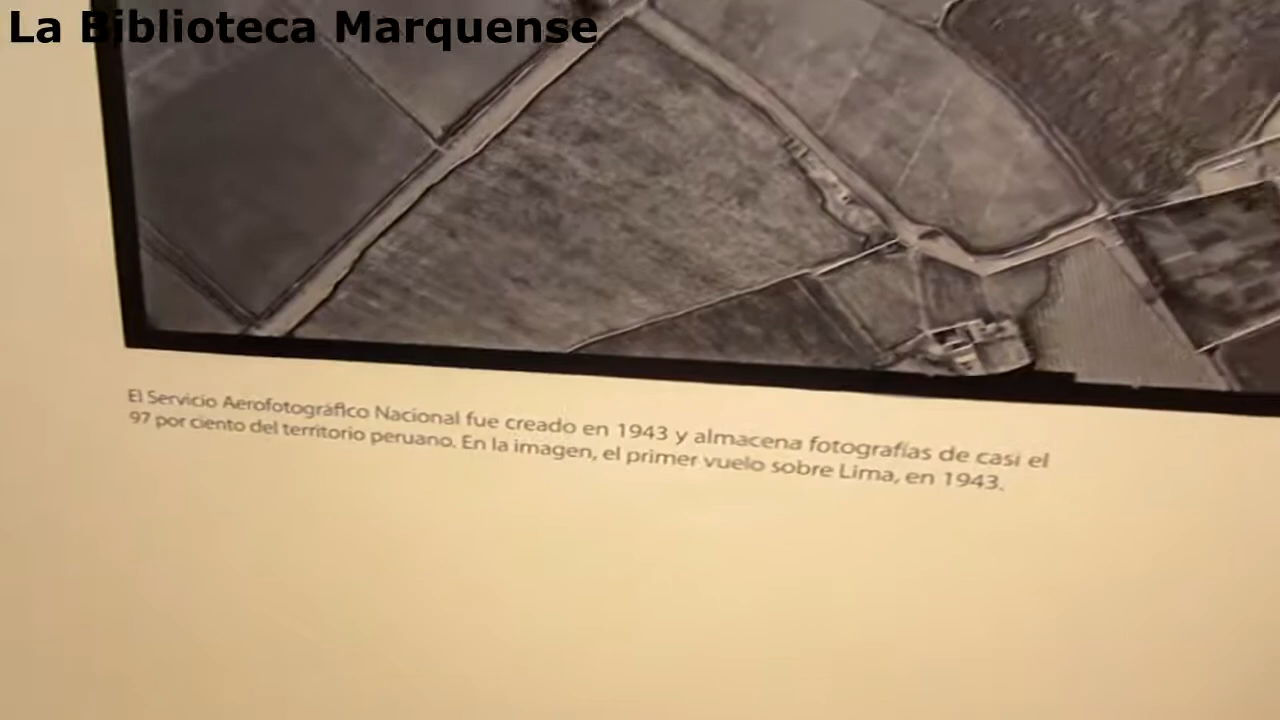 La Biblioteca Marquense
El Servicio Aerofotográfico Nacional fue creado en 1943 y almacena fotografías de casi el
97 por ciento del territorio peruano. En la imagen, el primer vuelo sobre Lima, en 1943.